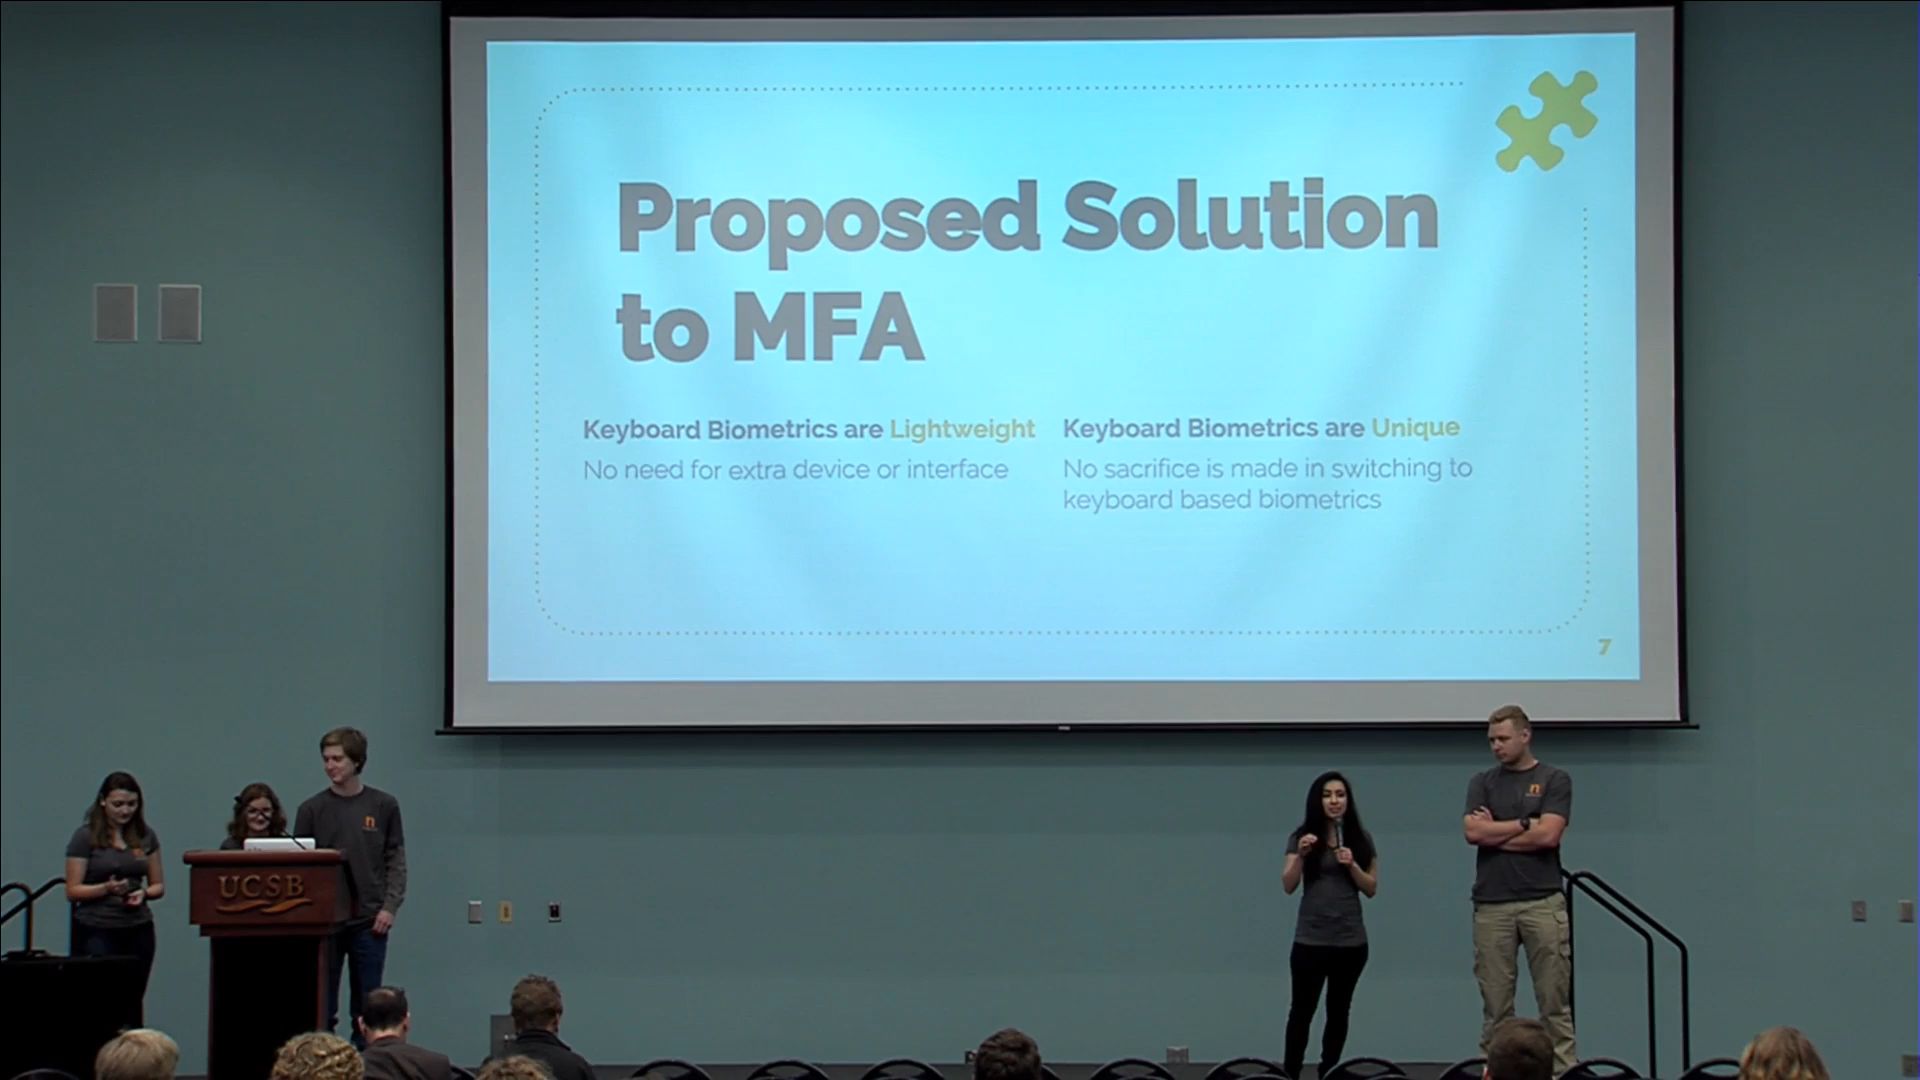 Proposed Solution
to MFA
Keyboard Biometrics are Lightweight
No need for extra device or interface
Keyboard Biometrics are Unique
No sacrifice is made in switching to
keyboard based biometrics
7
UCSB
n
n